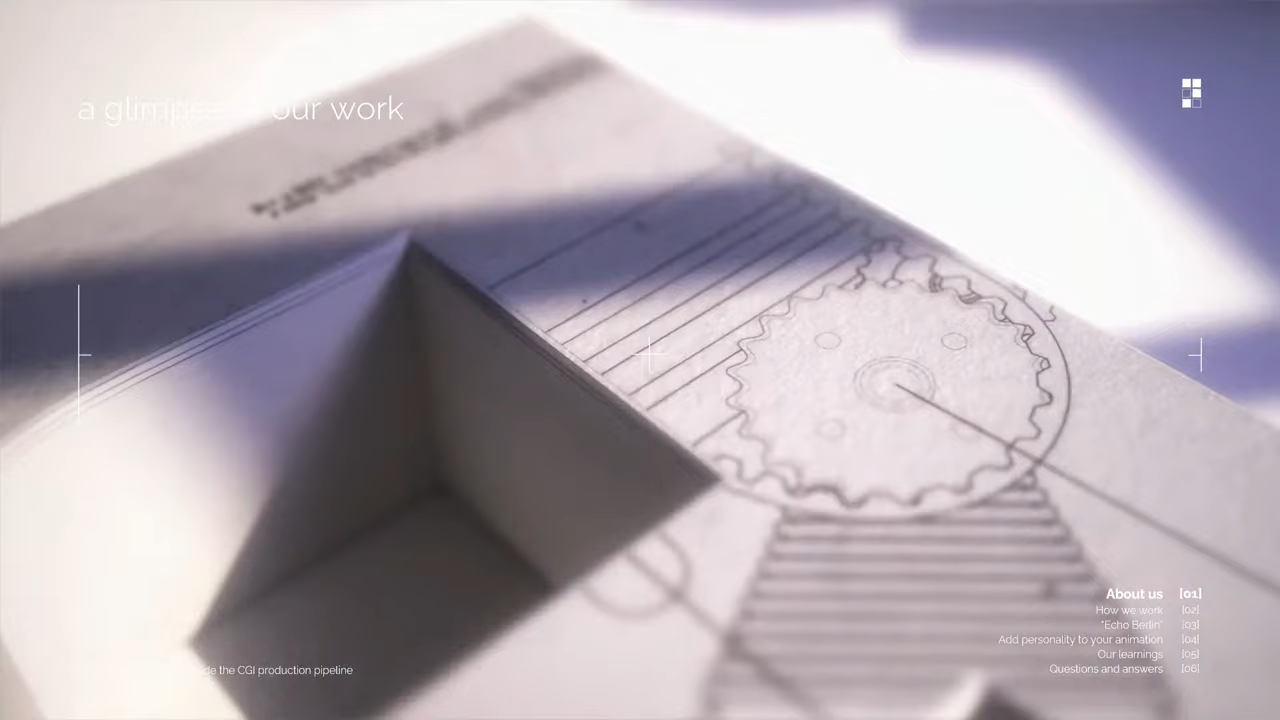 a glimpse our work
de the CGI production pipeline
About us [01]
How we work [02]
"Echo Berlin" [03]
Add personality to your animation [04]
Our learnings [05]
Questions and answers [06]